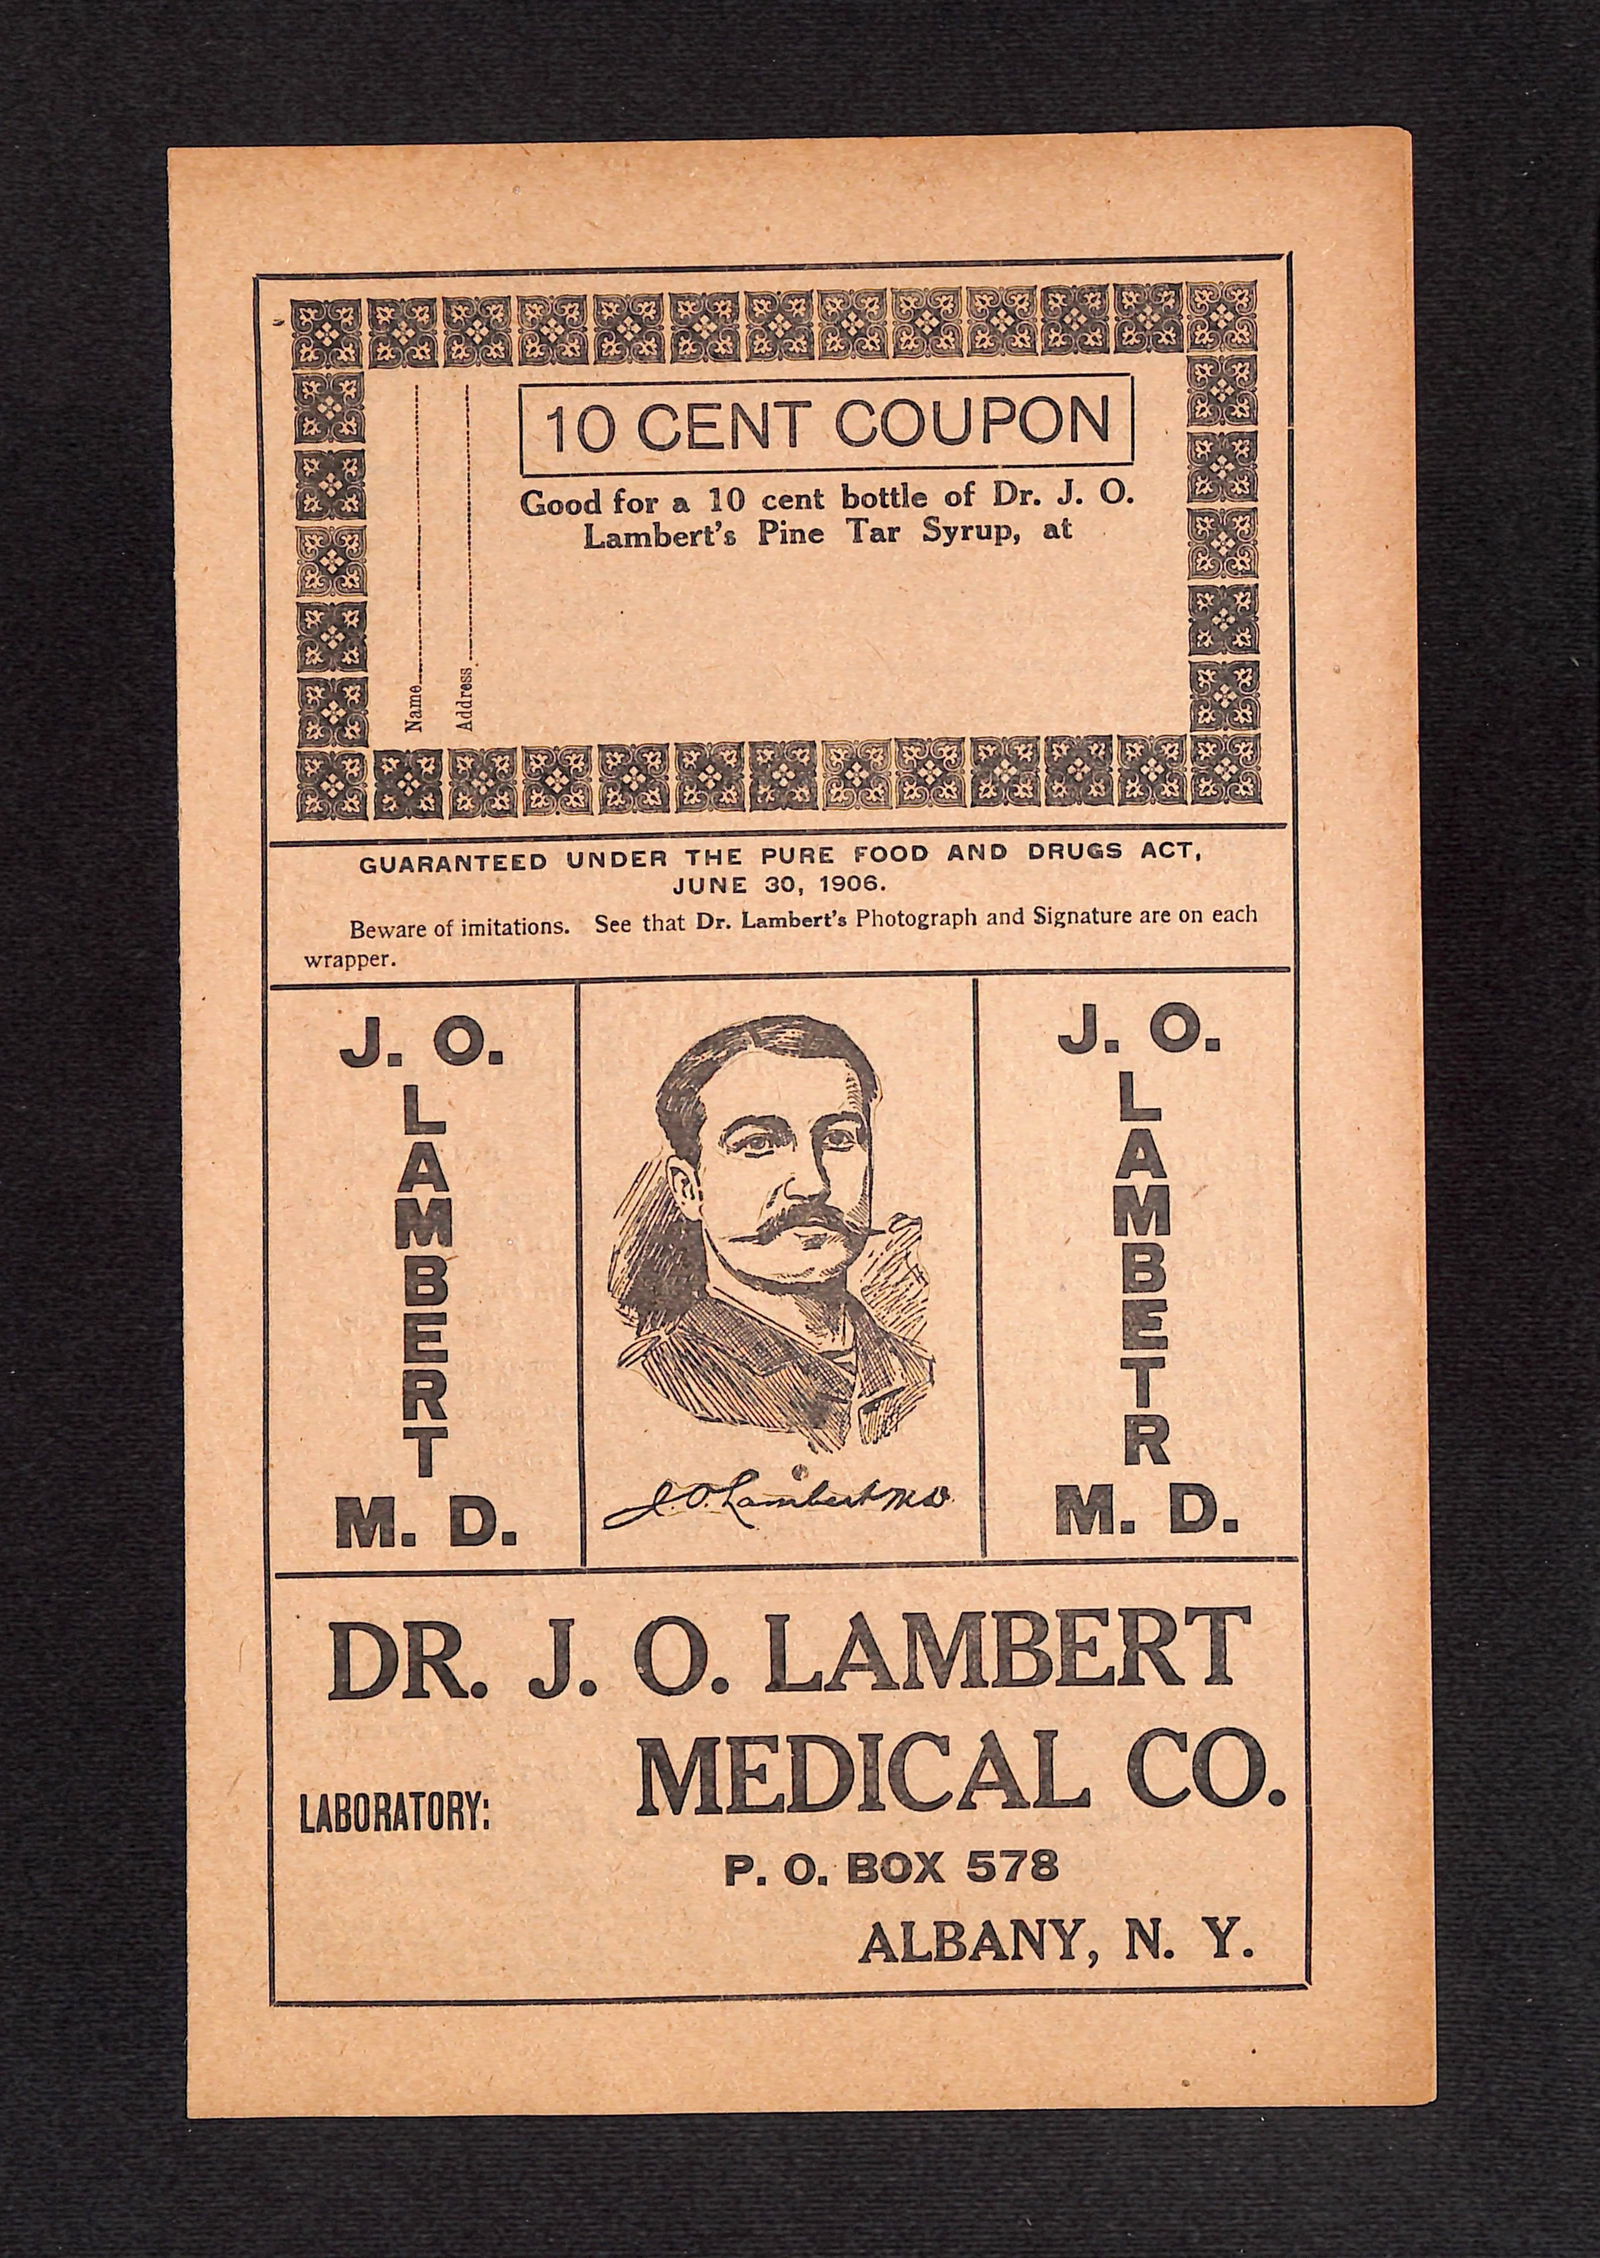 10 CENT COUPON
Good for a 10 cent bottle of Dr. J. O.
Lambert's Pine Tar Syrup, at
Name
Address
GUARANTEED UNDER THE PURE FOOD AND DRUGS ACT,
JUNE 30, 1906.
Beware of imitations. See that Dr. Lambert's Photograph and Signature are on each
wrapper.
J. O.
L
A
M
B
E
R
T
M. D.
J. O. Lambert M D.
J. O.
L
A
M
B
E
T
R
M. D.
DR. J. O. LAMBERT
MEDICAL CO.
LABORATORY:
P. O. BOX 578
ALBANY, N. Y.